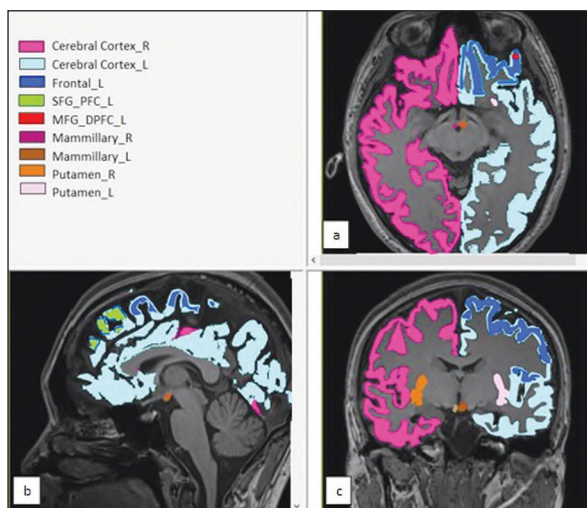 Cerebral Cortex_R
Cerebral Cortex_L
Frontal_L
SFG_PFC_L
MFG_DPFC_L
Mammillary_R
Mammillary_L
Putamen_R
Putamen_L
a
b
c